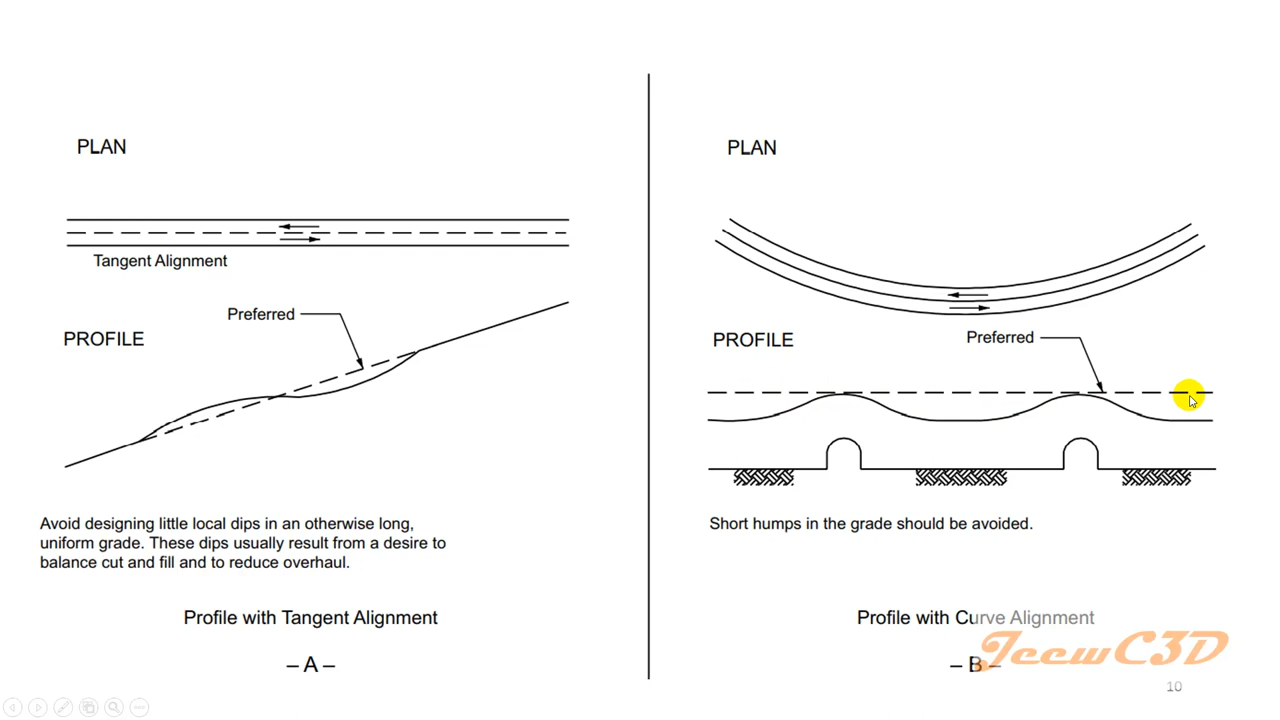 PLAN
Tangent Alignment
Preferred
PROFILE
Avoid designing little local dips in an otherwise long,
uniform grade. These dips usually result from a desire to
balance cut and fill and to reduce overhaul.
Profile with Tangent Alignment
– A –
PLAN
PROFILE
Preferred
Short humps in the grade should be avoided.
Profile with Curve Alignment
– B –
JeewC3D
10